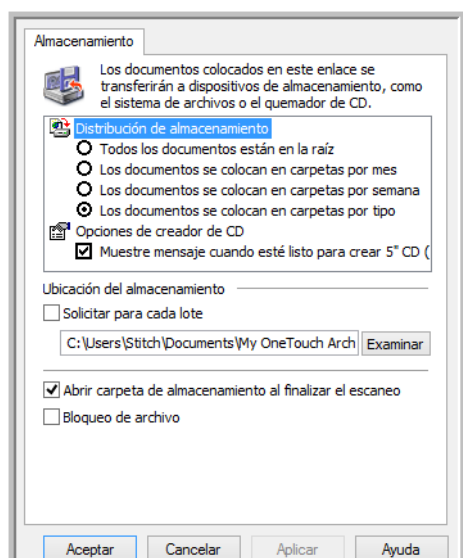 Almacenamiento
Los documentos colocados en este enlace se
transferirán a dispositivos de almacenamiento, como
el sistema de archivos o el quemador de CD.
Distribución de almacenamiento
Todos los documentos están en la raíz
Los documentos se colocan en carpetas por mes
Los documentos se colocan en carpetas por semana
Los documentos se colocan en carpetas por tipo
Opciones de creador de CD
Muestre mensaje cuando esté listo para crear 5" CD (
Ubicación del almacenamiento
Solicitar para cada lote
C:\Users\Stitch\Documents\My OneTouch Arch Examinar
Abrir carpeta de almacenamiento al finalizar el escaneo
Bloqueo de archivo
Aceptar Cancelar Aplicar Ayuda